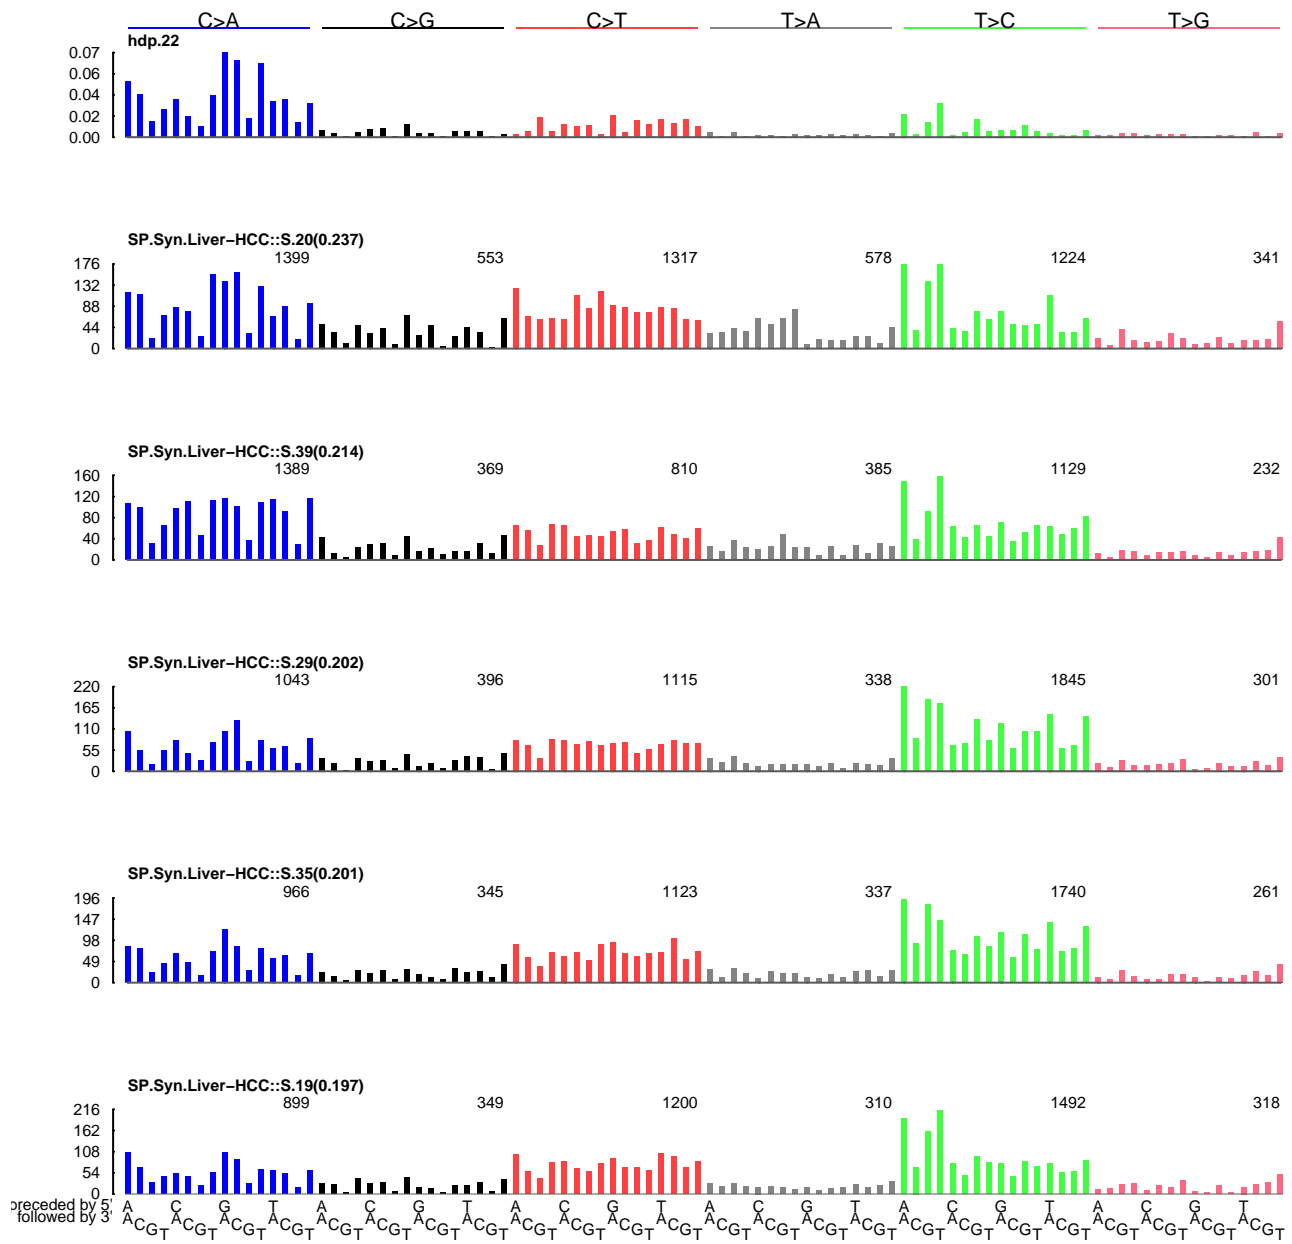 C>A C>G C>T T>A T>C T>G
hdp.22
0.07
0.06
0.04
0.02
0.00
SP.Syn.Liver−HCC::S.20(0.237)
1399 553 1317 578 1224 341
176
132
88
44
0
SP.Syn.Liver−HCC::S.39(0.214)
1389 369 810 385 1129 232
160
120
80
40
0
SP.Syn.Liver−HCC::S.29(0.202)
1043 396 1115 338 1845 301
220
165
110
55
0
SP.Syn.Liver−HCC::S.35(0.201)
966 345 1123 337 1740 261
196
147
98
49
0
SP.Syn.Liver−HCC::S.19(0.197)
899 349 1200 310 1492 318
216
162
108
54
0
preceded by 5' A C G T A C G T A C G T A C G T A C G T A C G T
followed by 3' A C G T A C G T A C G T A C G T A C G T A C G T A C G T A C G T A C G T A C G T A C G T A C G T A C G T A C G T A C G T A C G T A C G T A C G T A C G T A C G T A C G T A C G T A C G T A C G T